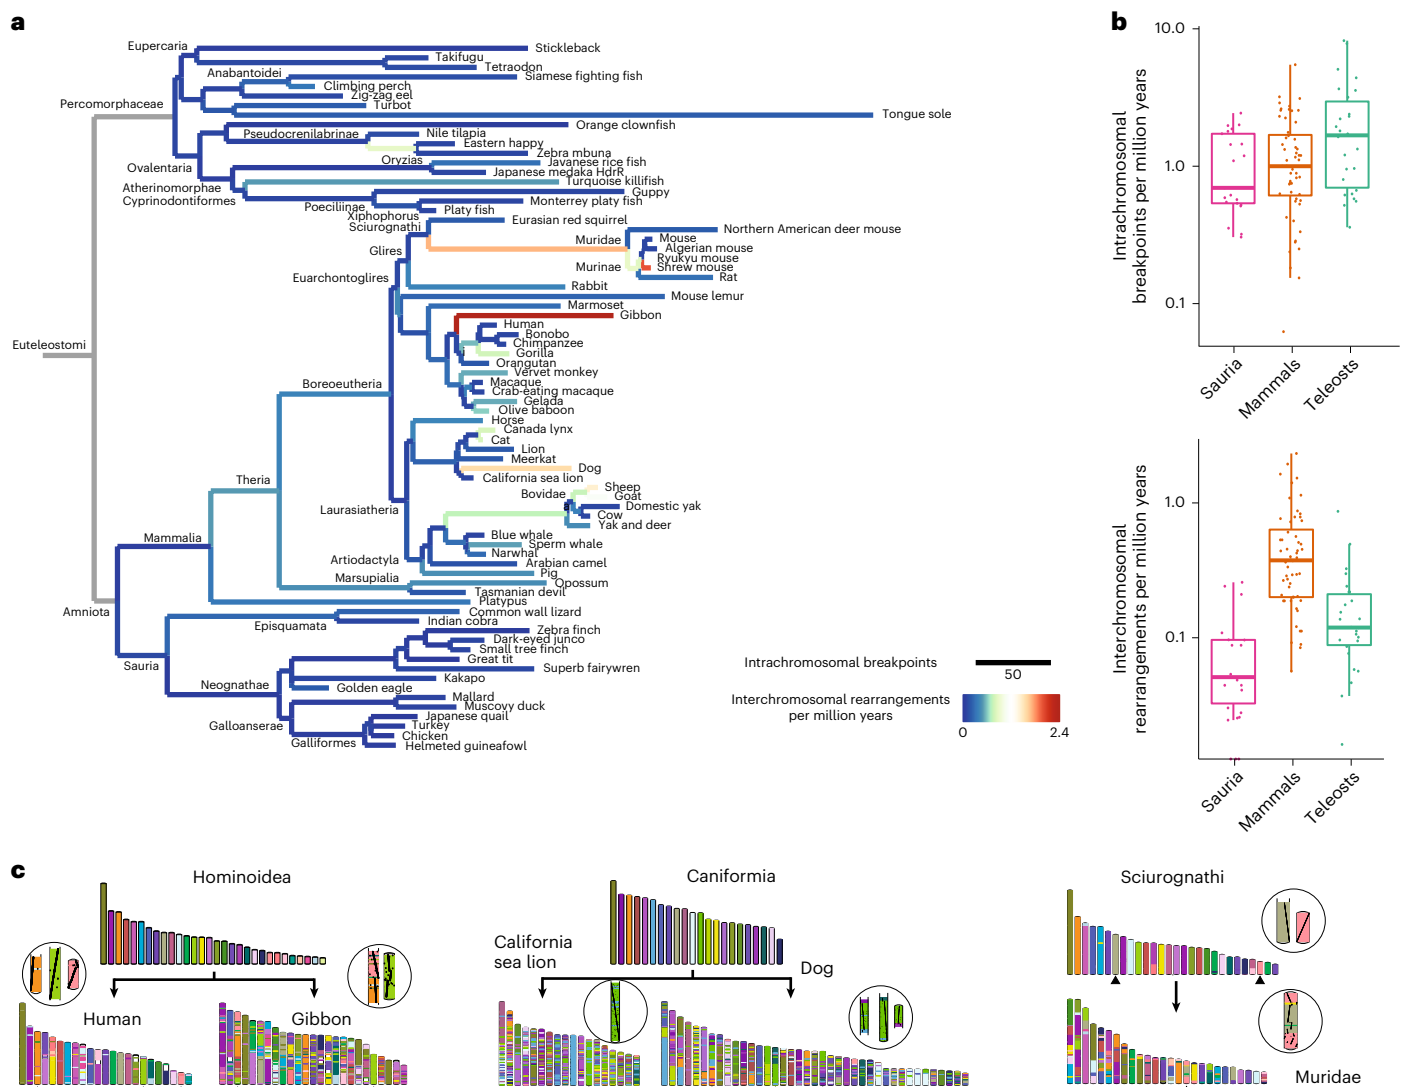 a
Eupercaria
Stickleback
Takifugu
Tetraodon
Anabantoidei
Siamese fighting fish
Climbing perch
Zig-zag eel
Percomorphaceae
Turbot
Tongue sole
Orange clownfish
Pseudocrenilabrinae
Nile tilapia
Eastern happy
Zebra mbuna
Ovalentaria
Oryzias
Javanese rice fish
Japanese medaka HdrR
Turquoise killifish
Atherinomorphae
Cyprinodontiformes
Guppy
Poeciliinae
Monterrey platy fish
Platy fish
Xiphophorus
Sciurognathi
Eurasian red squirrel
Northern American deer mouse
Muridae
Mouse
Algerian mouse
Ryukyu mouse
Shrew mouse
Murinae
Rat
Glires
Euarchontoglires
Rabbit
Mouse lemur
Marmoset
Gibbon
Human
Bonobo
Chimpanzee
Gorilla
Orangutan
Euteleostomi
Vervet monkey
Macaque
Crab-eating macaque
Gelada
Olive baboon
Boreoeutheria
Horse
Canada lynx
Cat
Lion
Meerkat
Dog
California sea lion
Theria
Sheep
Bovidae
Goat
Domestic yak
Cow
Yak and deer
Laurasiatheria
Blue whale
Sperm whale
Narwhal
Mammalia
Artiodactyla
Arabian camel
Pig
Marsupialia
Opossum
Tasmanian devil
Platypus
Amniota
Common wall lizard
Episquamata
Indian cobra
Zebra finch
Dark-eyed junco
Small tree finch
Great tit
Superb fairywren
Sauria
Neognathae
Kakapo
Golden eagle
Mallard
Muscovy duck
Galloanserae
Japanese quail
Turkey
Chicken
Galliformes
Helmeted guineafowl
Intrachromosomal breakpoints
50
Interchromosomal rearrangements
per million years
0
2.4
b
Intrachromosomal
breakpoints per million years
10.0
1.0
0.1
Sauria
Mammals
Teleosts
Interchromosomal
rearrangements per million years
1.0
0.1
Sauria
Mammals
Teleosts
c
Hominoidea
Human
Gibbon
Caniformia
California
sea lion
Dog
Sciurognathi
Muridae